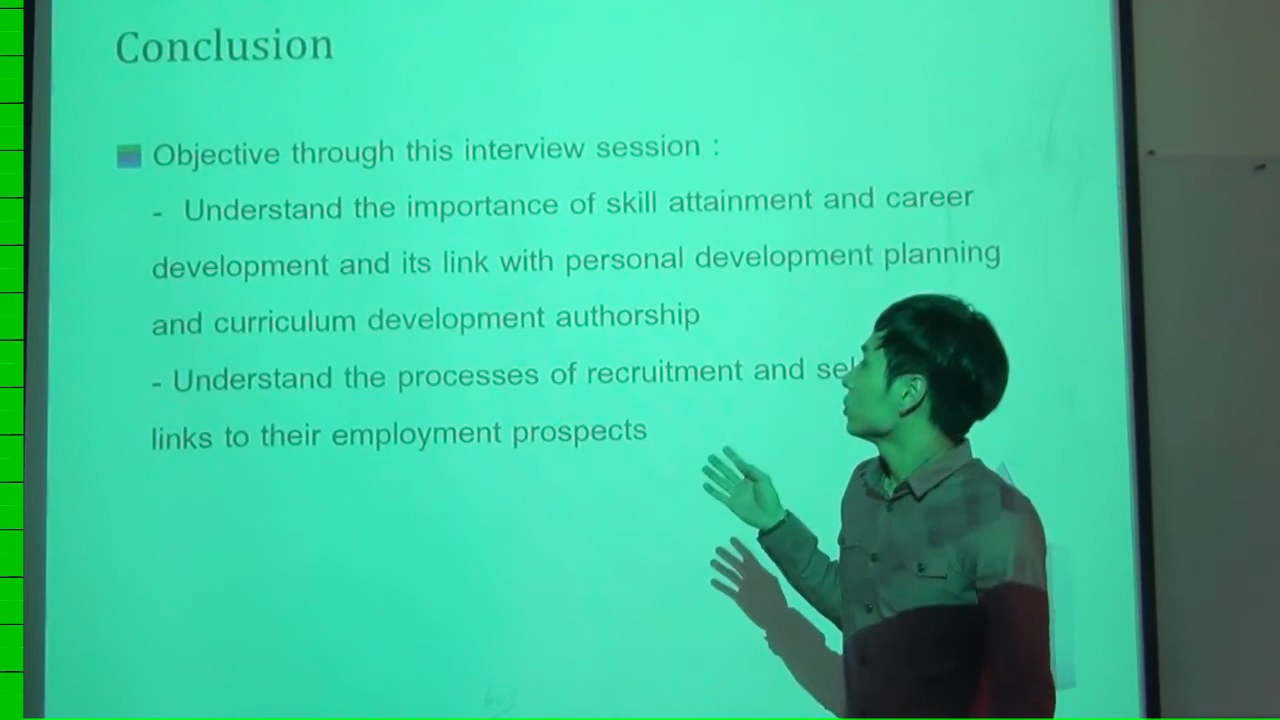 Conclusion
Objective through this interview session :
- Understand the importance of skill attainment and career
development and its link with personal development planning
and curriculum development authorship
- Understand the processes of recruitment and
links to their employment prospects